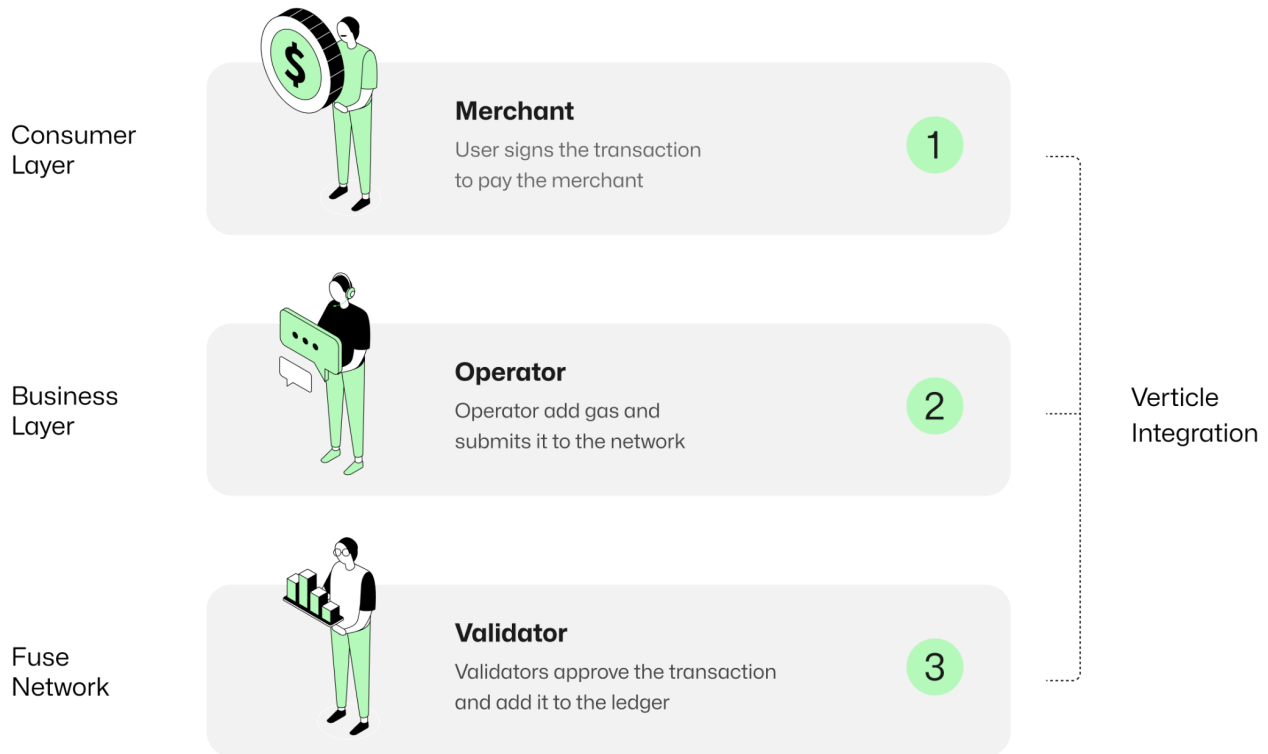 Consumer
Layer
$
Merchant
User signs the transaction
to pay the merchant
1
Business
Layer
Operator
Operator add gas and
submits it to the network
2
Verticle
Integration
Fuse
Network
Validator
Validators approve the transaction
and add it to the ledger
3